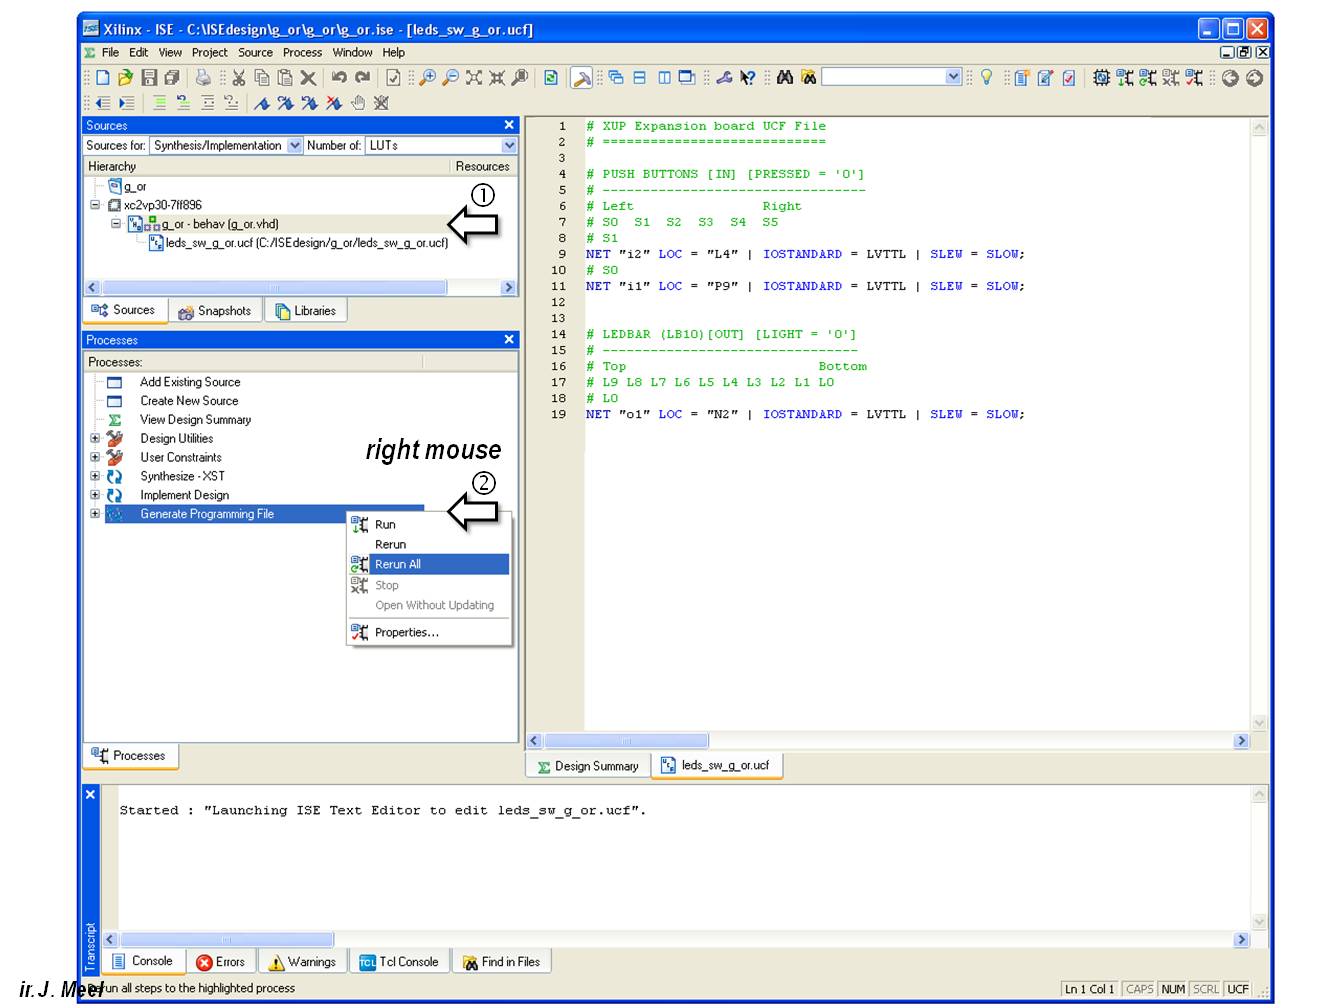 Xilinx - ISE - C:\ISEdesign\g_or\g_or\g_or.ise - [leds_sw_g_or.ucf]
File Edit View Project Source Process Window Help
Sources
Sources for: Synthesis/Implementation Number of: LUTs
Hierarchy Resources
g_or
xc2vp30-7ff896
g_or - behav (g_or.vhd)
leds_sw_g_or.ucf (C:/ISEdesign/g_or/leds_sw_g_or.ucf)
①
Sources Snapshots Libraries
Processes
Processes:
Add Existing Source
Create New Source
View Design Summary
Design Utilities
User Constraints
Synthesize - XST
Implement Design
Generate Programming File
right mouse
②
Run
Rerun
Rerun All
Stop
Open Without Updating
Properties...
Processes
1 # XUP Expansion board UCF File
2 # ============================
3
4 # PUSH BUTTONS [IN] [PRESSED = '0']
5 # ---------------------------------
6 # Left Right
7 # S0 S1 S2 S3 S4 S5
8 # S1
9 NET "i2" LOC = "L4" | IOSTANDARD = LVTTL | SLEW = SLOW;
10 # S0
11 NET "i1" LOC = "P9" | IOSTANDARD = LVTTL | SLEW = SLOW;
12
13
14 # LEDBAR (LB10)[OUT] [LIGHT = '0']
15 # --------------------------------
16 # Top Bottom
17 # L9 L8 L7 L6 L5 L4 L3 L2 L1 L0
18 # L0
19 NET "o1" LOC = "N2" | IOSTANDARD = LVTTL | SLEW = SLOW;
Design Summary leds_sw_g_or.ucf
Started : "Launching ISE Text Editor to edit leds_sw_g_or.ucf".
Transcript
Console Errors Warnings Tcl Console Find in Files
ir. J. Meel
all steps to the highlighted process
Ln 1 Col 1 CAPS NUM SCRL UCF